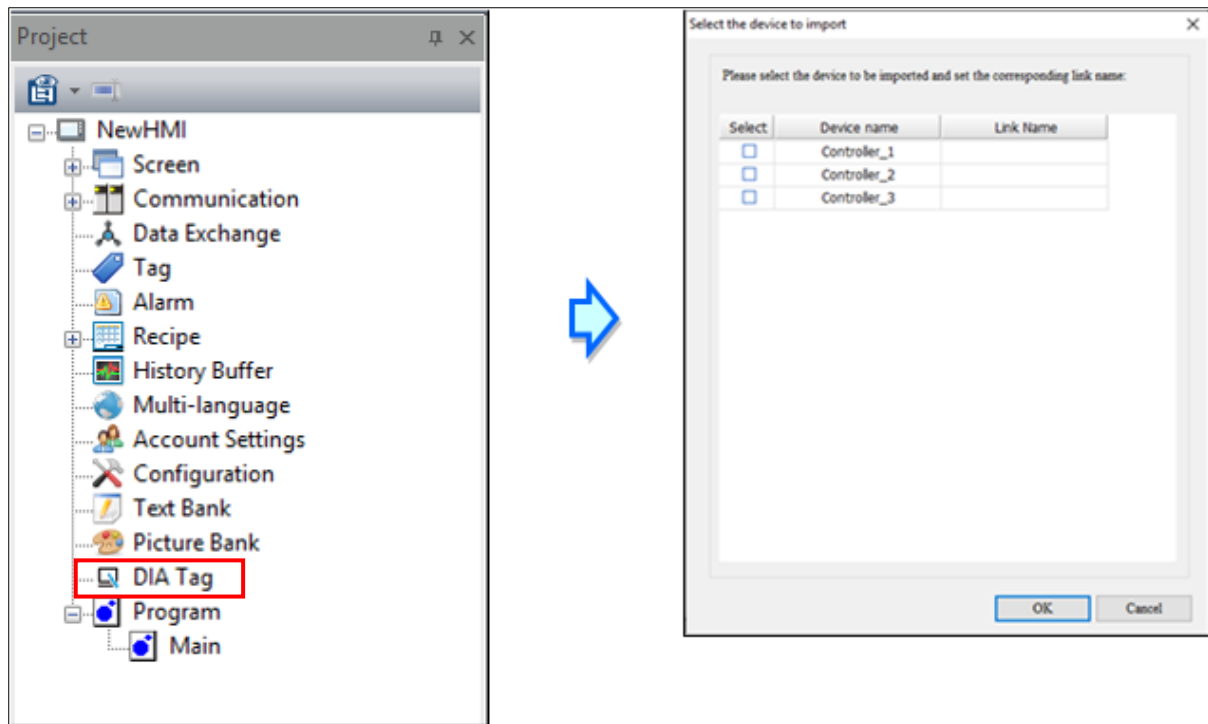 Project
NewHMI
Screen
Communication
Data Exchange
Tag
Alarm
Recipe
History Buffer
Multi-language
Account Settings
Configuration
Text Bank
Picture Bank
DIA Tag
Program
Main
Select the device to import
Please select the device to be imported and set the corresponding link name:
Select Device name Link Name
Controller_1
Controller_2
Controller_3
OK Cancel